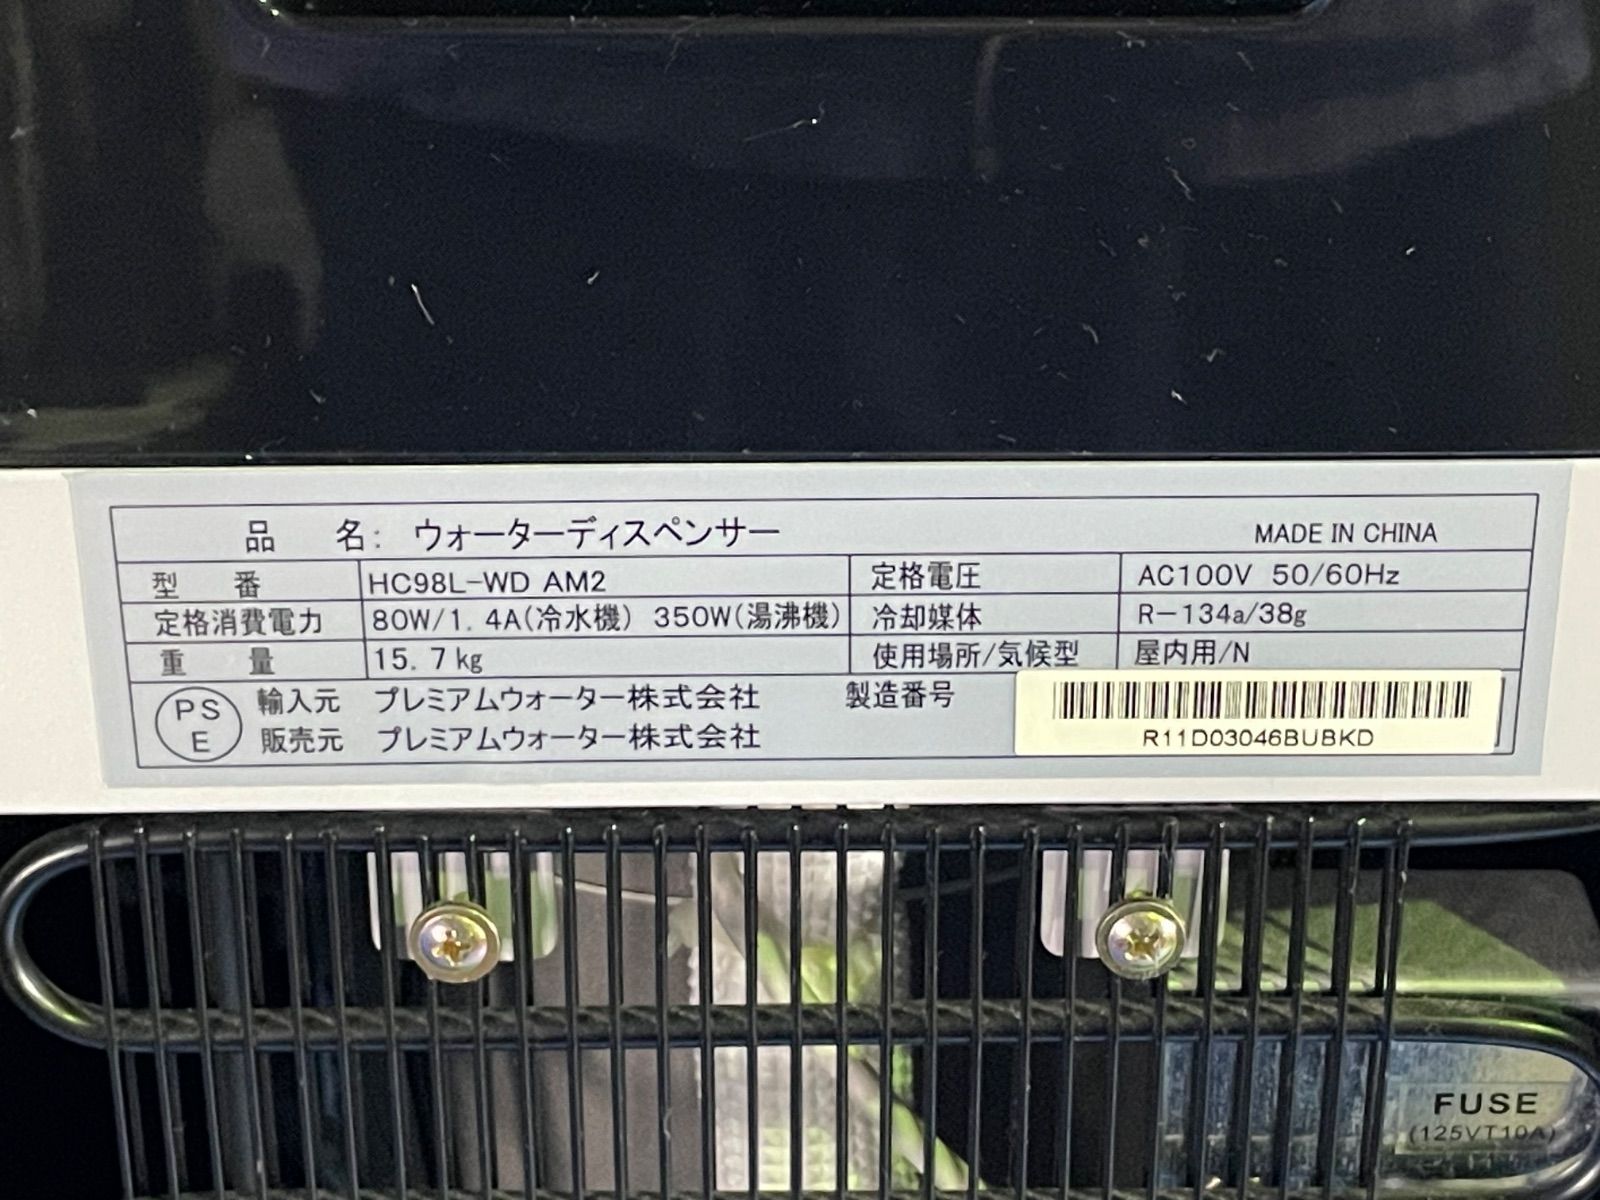 品 名: ウォーターディスペンサー MADE IN CHINA
型 番 HC98L-WD AM2 定格電圧 AC100V 50/60Hz
定格消費電力 80W/1.4A(冷水機) 350W(湯沸機) 冷却媒体 R-134a/38g
重 量 15.7kg 使用場所/気候型 屋内用/N
PS 輸入元 プレミアムウォーター株式会社 製造番号
E 販売元 プレミアムウォーター株式会社 R11D03046BUBKD
FUSE
(125VT10A)